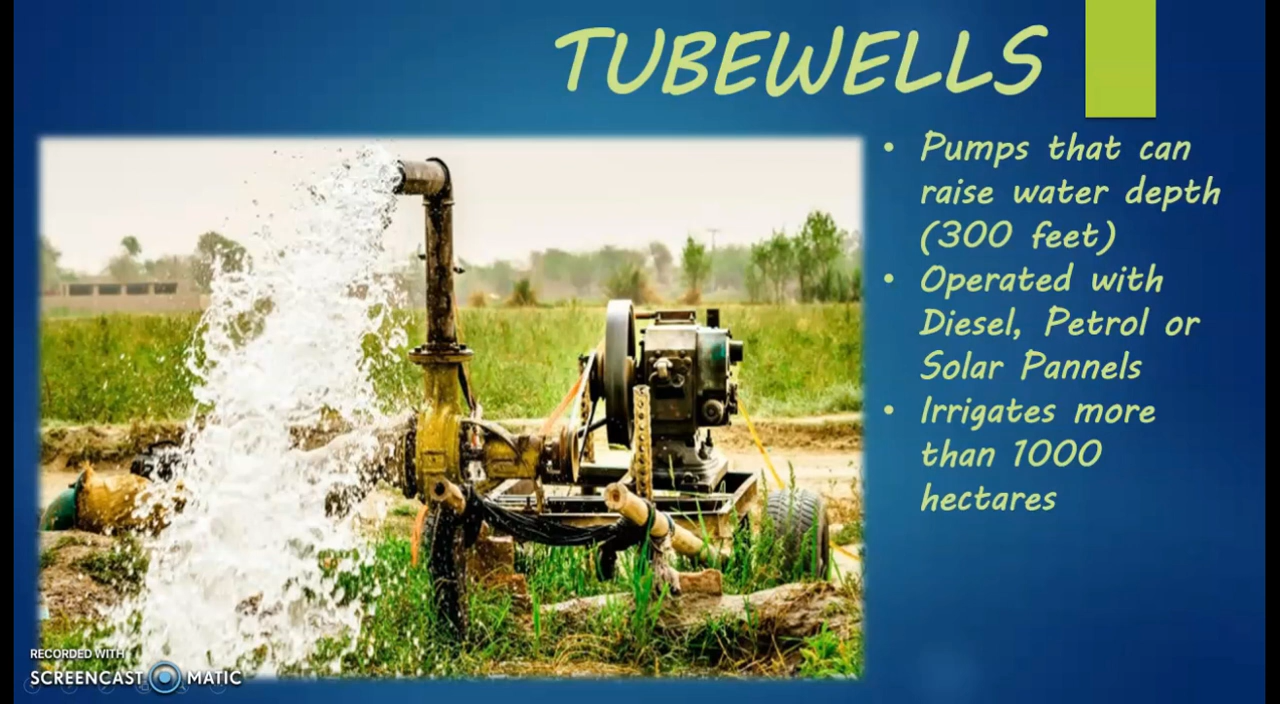 TUBEWELLS
• Pumps that can
raise water depth
(300 feet)
• Operated with
Diesel, Petrol or
Solar Pannels
• Irrigates more
than 1000
hectares
RECORDED WITH
SCREENCAST MATIC